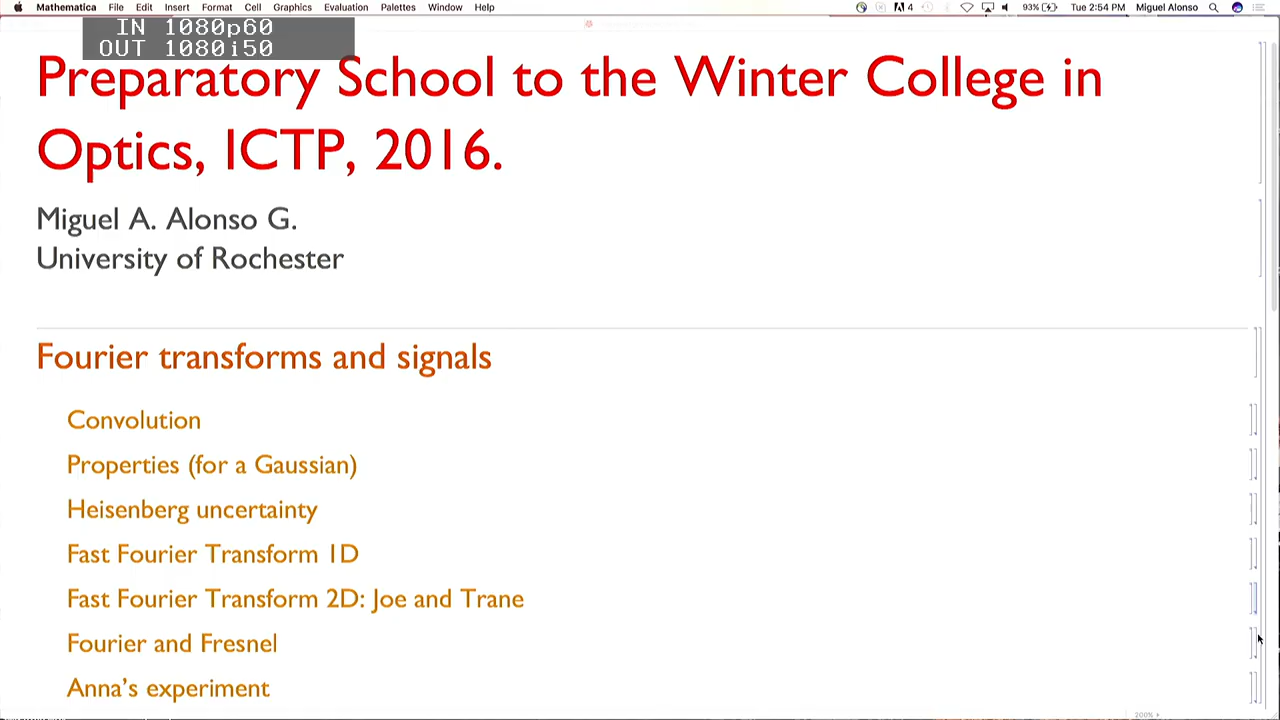 Mathematica File Edit Insert Format Cell Graphics Evaluation Palettes Window Help 4 93% Tue 2:54 PM Miguel Alonso
IN 1080p60
OUT 1080i50
Preparatory School to the Winter College in
Optics, ICTP, 2016.
Miguel A. Alonso G.
University of Rochester
Fourier transforms and signals
Convolution
Properties (for a Gaussian)
Heisenberg uncertainty
Fast Fourier Transform 1D
Fast Fourier Transform 2D: Joe and Trane
Fourier and Fresnel
Anna's experiment
200%